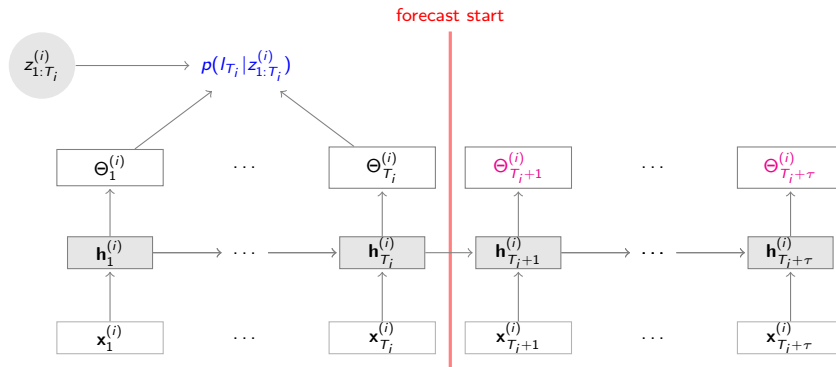 forecast start
z_{1:T_i}^{(i)} p(l_{T_i}|z_{1:T_i}^{(i)})
Θ_1^{(i)} ... Θ_{T_i}^{(i)} Θ_{T_i+1}^{(i)} ... Θ_{T_i+τ}^{(i)}
h_1^{(i)} ... h_{T_i}^{(i)} h_{T_i+1}^{(i)} ... h_{T_i+τ}^{(i)}
x_1^{(i)} ... x_{T_i}^{(i)} x_{T_i+1}^{(i)} ... x_{T_i+τ}^{(i)}